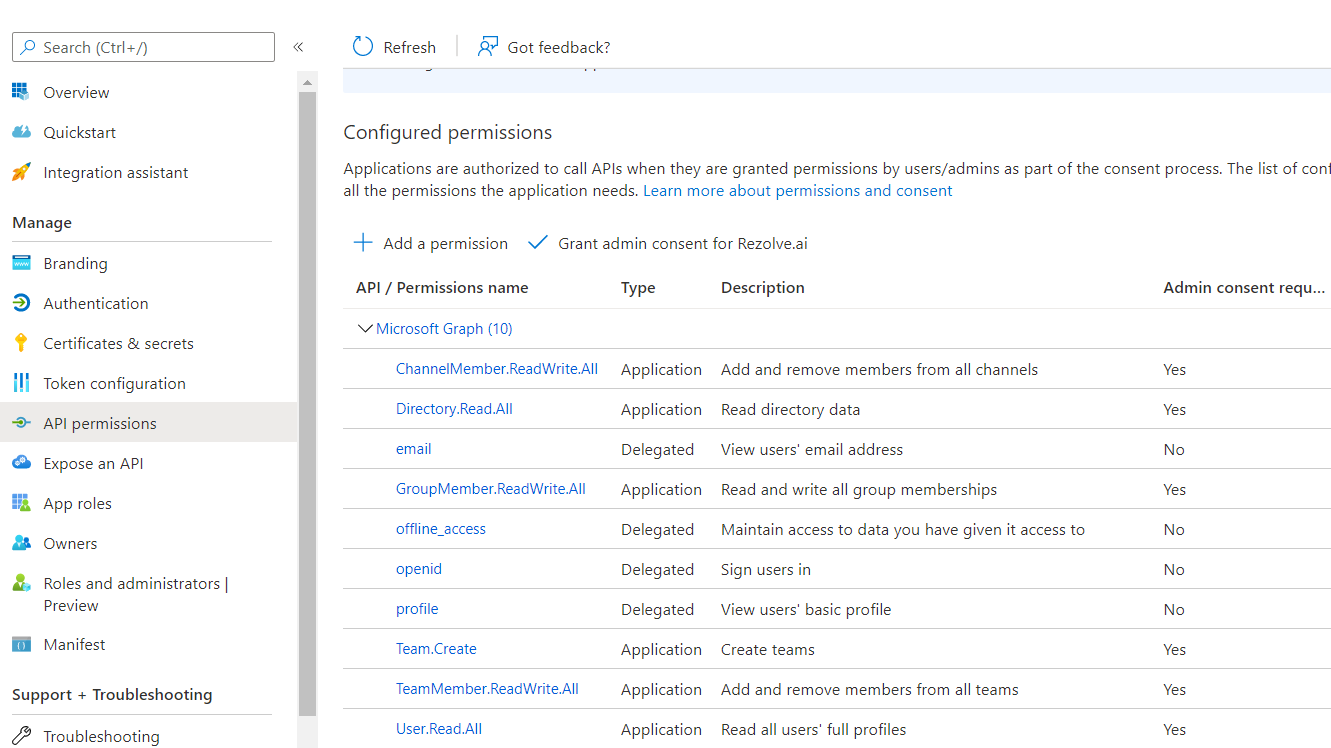 Search (Ctrl+/)
«
Refresh
Got feedback?
Overview
Quickstart
Integration assistant
Manage
Branding
Authentication
Certificates & secrets
Token configuration
API permissions
Expose an API
App roles
Owners
Roles and administrators |
Preview
Manifest
Support + Troubleshooting
Troubleshooting
Configured permissions
Applications are authorized to call APIs when they are granted permissions by users/admins as part of the consent process. The list of
all the permissions the application needs. Learn more about permissions and consent
Add a permission
Grant admin consent for Rezolve.ai
API / Permissions name Type Description Admin consent requ...
Microsoft Graph (10)
ChannelMember.ReadWrite.All Application Add and remove members from all channels Yes
Directory.Read.All Application Read directory data Yes
email Delegated View users' email address No
GroupMember.ReadWrite.All Application Read and write all group memberships Yes
offline_access Delegated Maintain access to data you have given it access to No
openid Delegated Sign users in No
profile Delegated View users' basic profile No
Team.Create Application Create teams Yes
TeamMember.ReadWrite.All Application Add and remove members from all teams Yes
User.Read.All Application Read all users' full profiles Yes